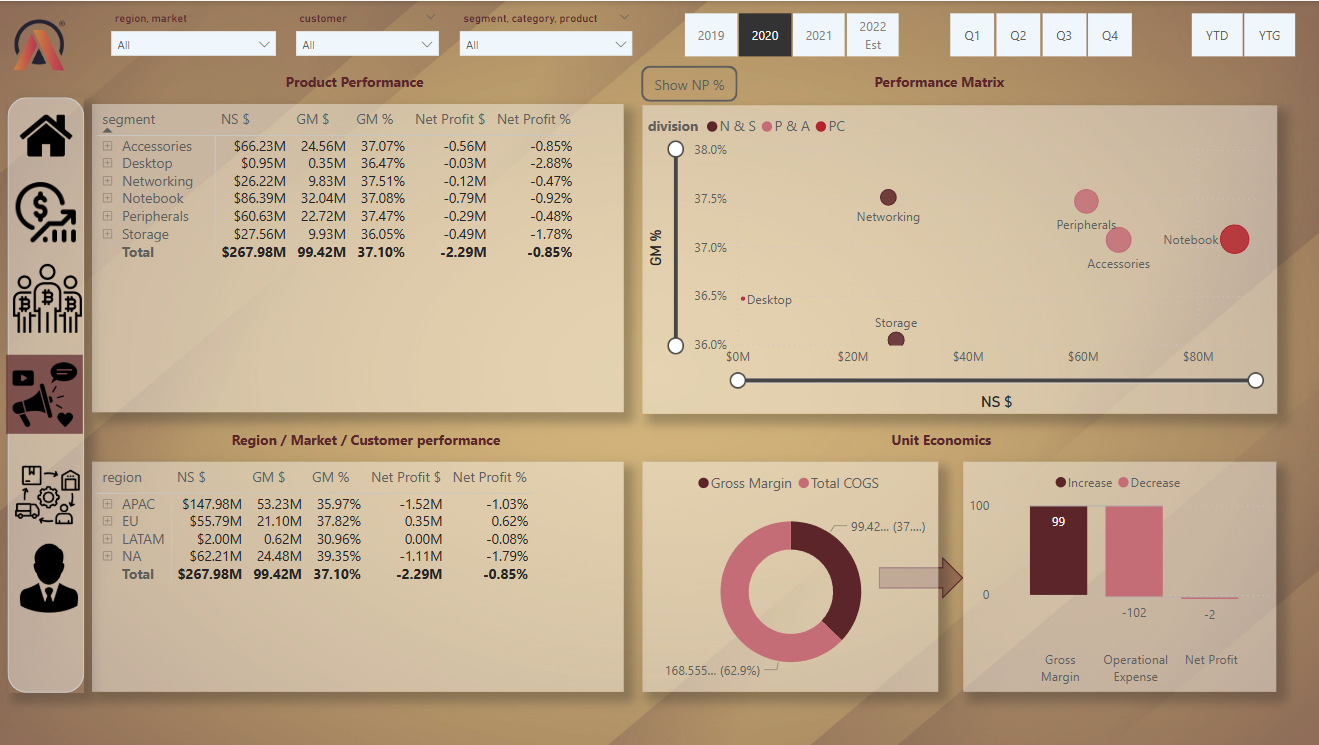 region, market
customer
segment, category, product
All
All
All
2019
2020
2021
2022
Est
Q1
Q2
Q3
Q4
YTD
YTG
Product Performance
segment NS $ GM $ GM % Net Profit $ Net Profit %
Accessories $66.23M 24.56M 37.07% -0.56M -0.85%
Desktop $0.95M 0.35M 36.47% -0.03M -2.88%
Networking $26.22M 9.83M 37.51% -0.12M -0.47%
Notebook $86.39M 32.04M 37.08% -0.79M -0.92%
Peripherals $60.63M 22.72M 37.47% -0.29M -0.48%
Storage $27.56M 9.93M 36.05% -0.49M -1.78%
Total $267.98M 99.42M 37.10% -2.29M -0.85%
Show NP %
Performance Matrix
division N & S P & A PC
38.0%
37.5%
37.0%
36.5%
36.0%
GM %
Networking
Peripherals
Notebook
Accessories
Desktop
Storage
$0M $20M $40M $60M $80M
NS $
Region / Market / Customer performance
region NS $ GM $ GM % Net Profit $ Net Profit %
APAC $147.98M 53.23M 35.97% -1.52M -1.03%
EU $55.79M 21.10M 37.82% 0.35M 0.62%
LATAM $2.00M 0.62M 30.96% 0.00M -0.08%
NA $62.21M 24.48M 39.35% -1.11M -1.79%
Total $267.98M 99.42M 37.10% -2.29M -0.85%
Unit Economics
Gross Margin Total COGS
99.42... (37....)
168.555... (62.9%)
Increase Decrease
100
0
99
-102
-2
Gross
Margin
Operational
Expense
Net Profit